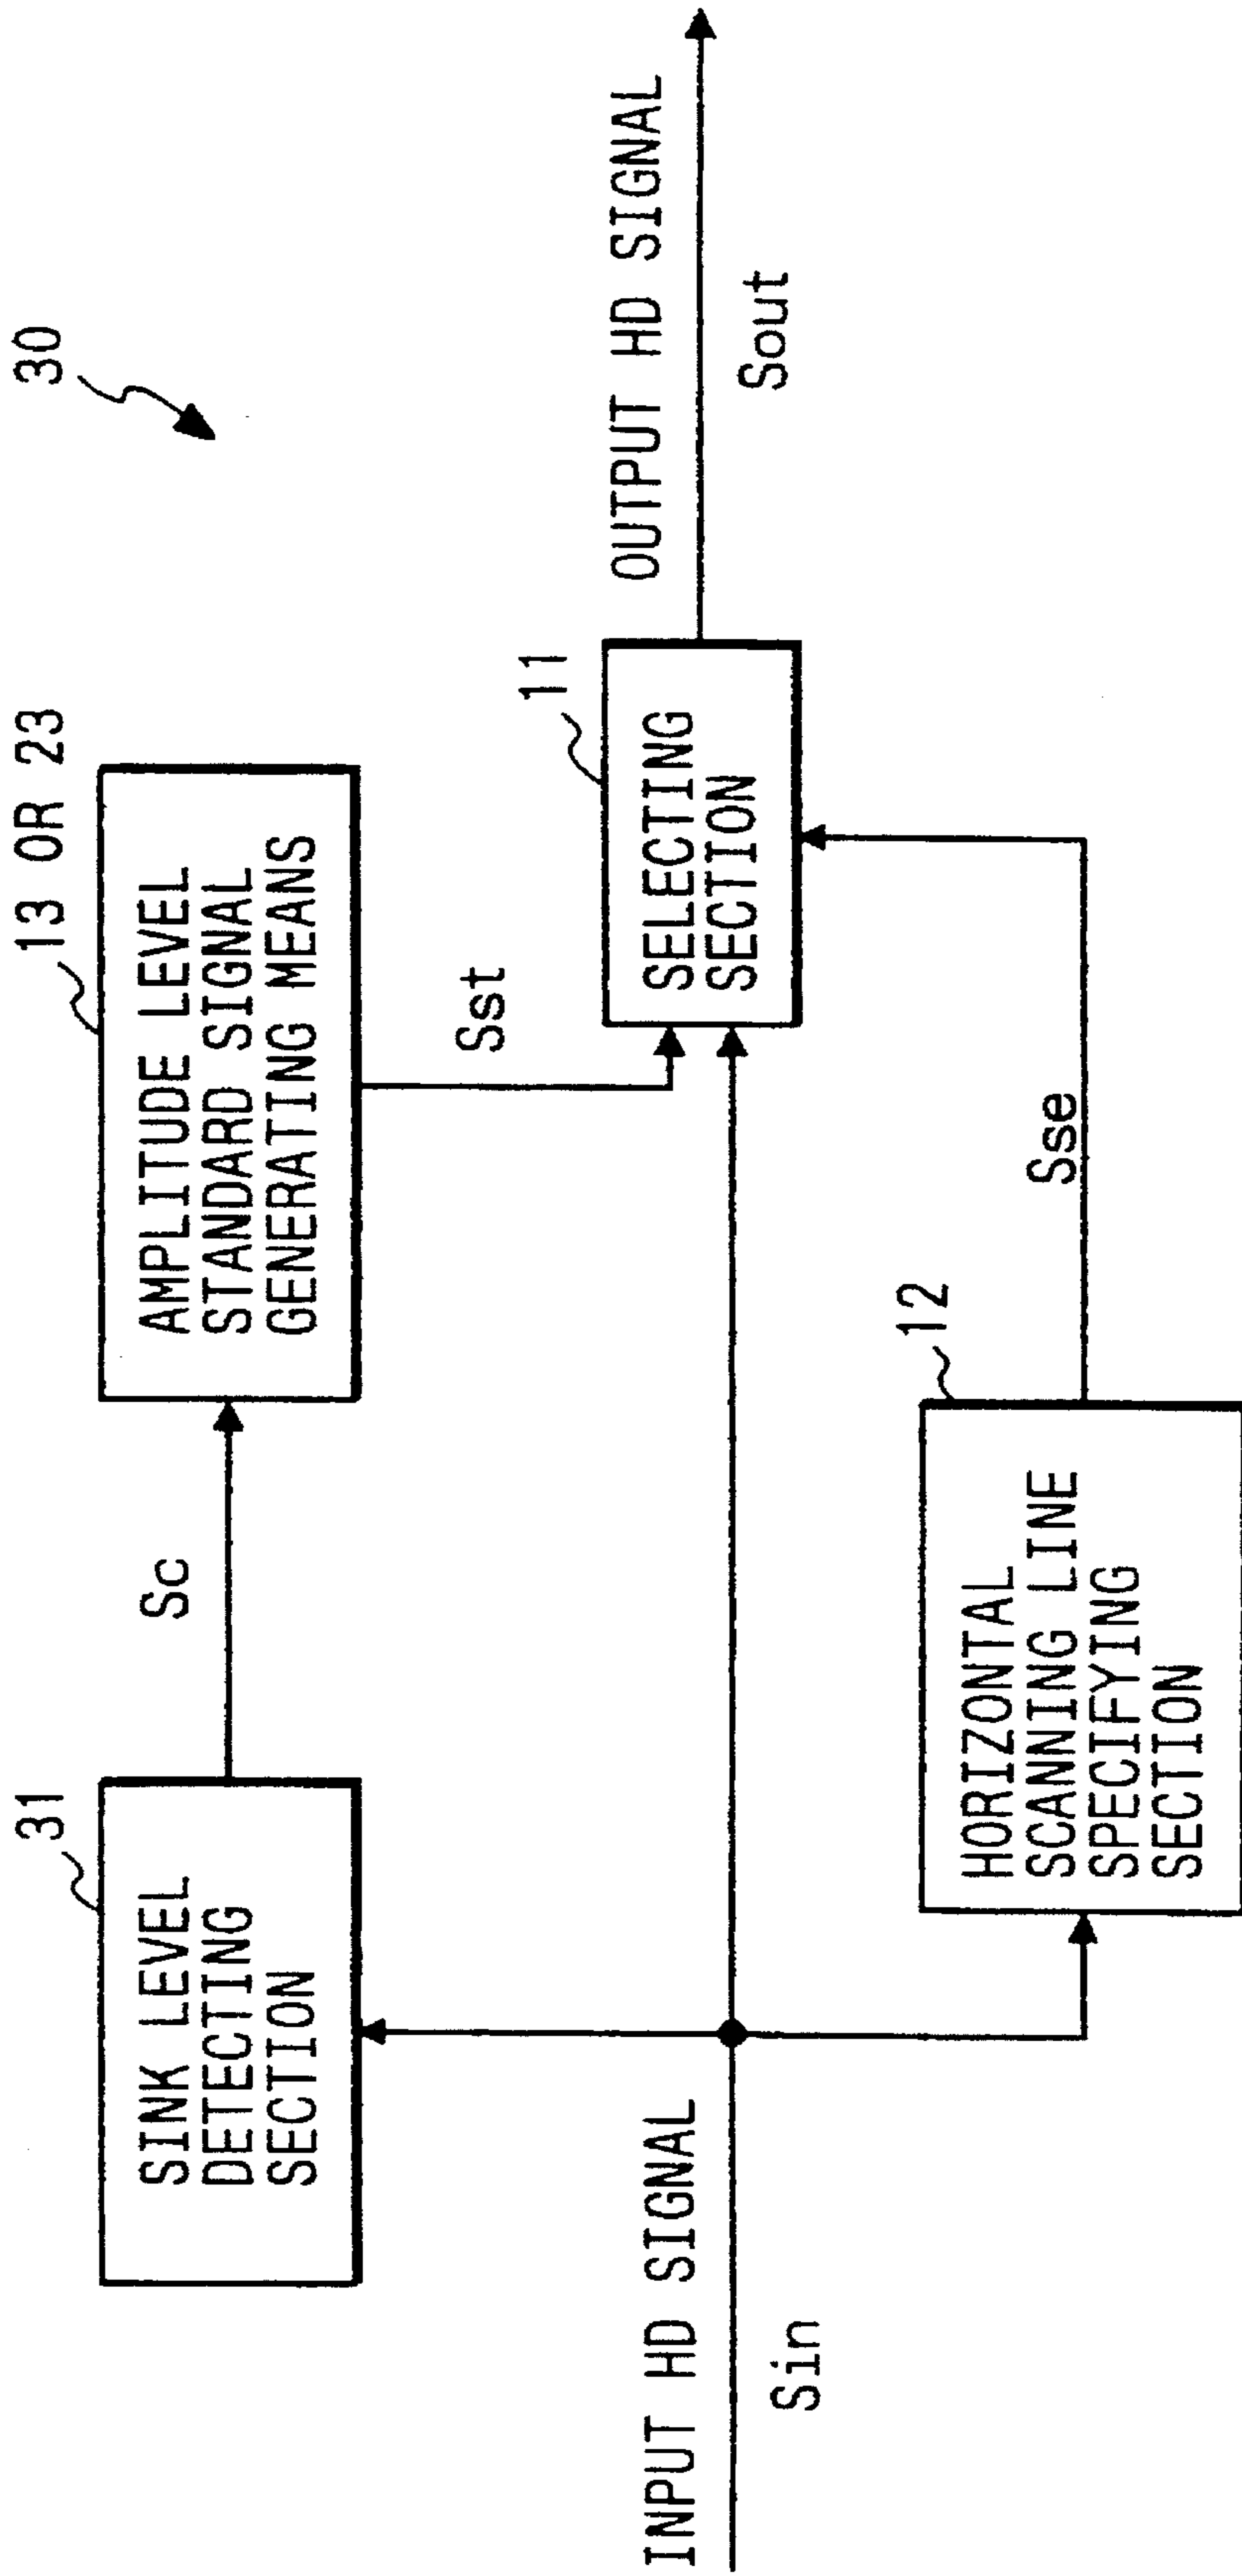 30
13 OR 23
AMPLITUDE LEVEL
STANDARD SIGNAL
GENERATING MEANS
31
SINK LEVEL
DETECTING
SECTION
Sc
Sst
11
SELECTING
SECTION
OUTPUT HD SIGNAL
Sout
INPUT HD SIGNAL
Sin
12
HORIZONTAL
SCANNING LINE
SPECIFYING
SECTION
Sse